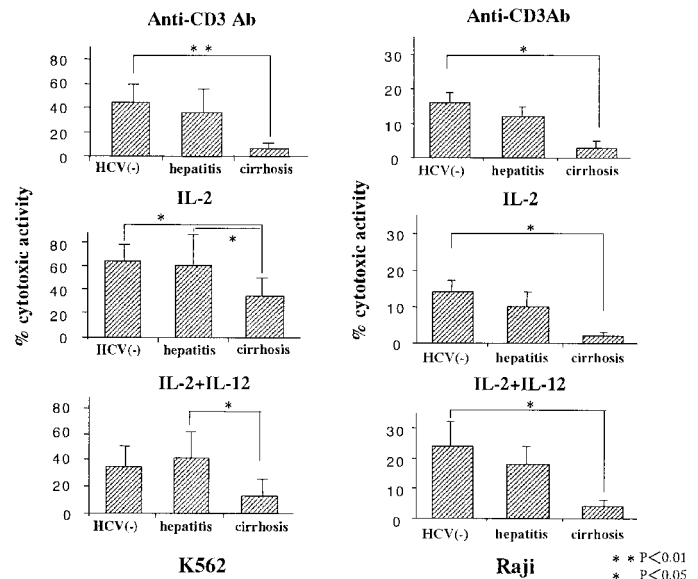 Anti-CD3 Ab
80
60
40
20
0
* *
HCV(-) hepatitis cirrhosis
IL-2
80
60
40
20
0
*
*
HCV(-) hepatitis cirrhosis
IL-2+IL-12
80
60
40
20
0
*
HCV(-) hepatitis cirrhosis
% cytotoxic activity
K562
Anti-CD3Ab
30
20
10
0
*
HCV(-) hepatitis cirrhosis
IL-2
30
20
10
0
*
HCV(-) hepatitis cirrhosis
IL-2+IL-12
30
20
10
0
*
HCV(-) hepatitis cirrhosis
% cytotoxic activity
Raji
* * P<0.01
* P<0.05